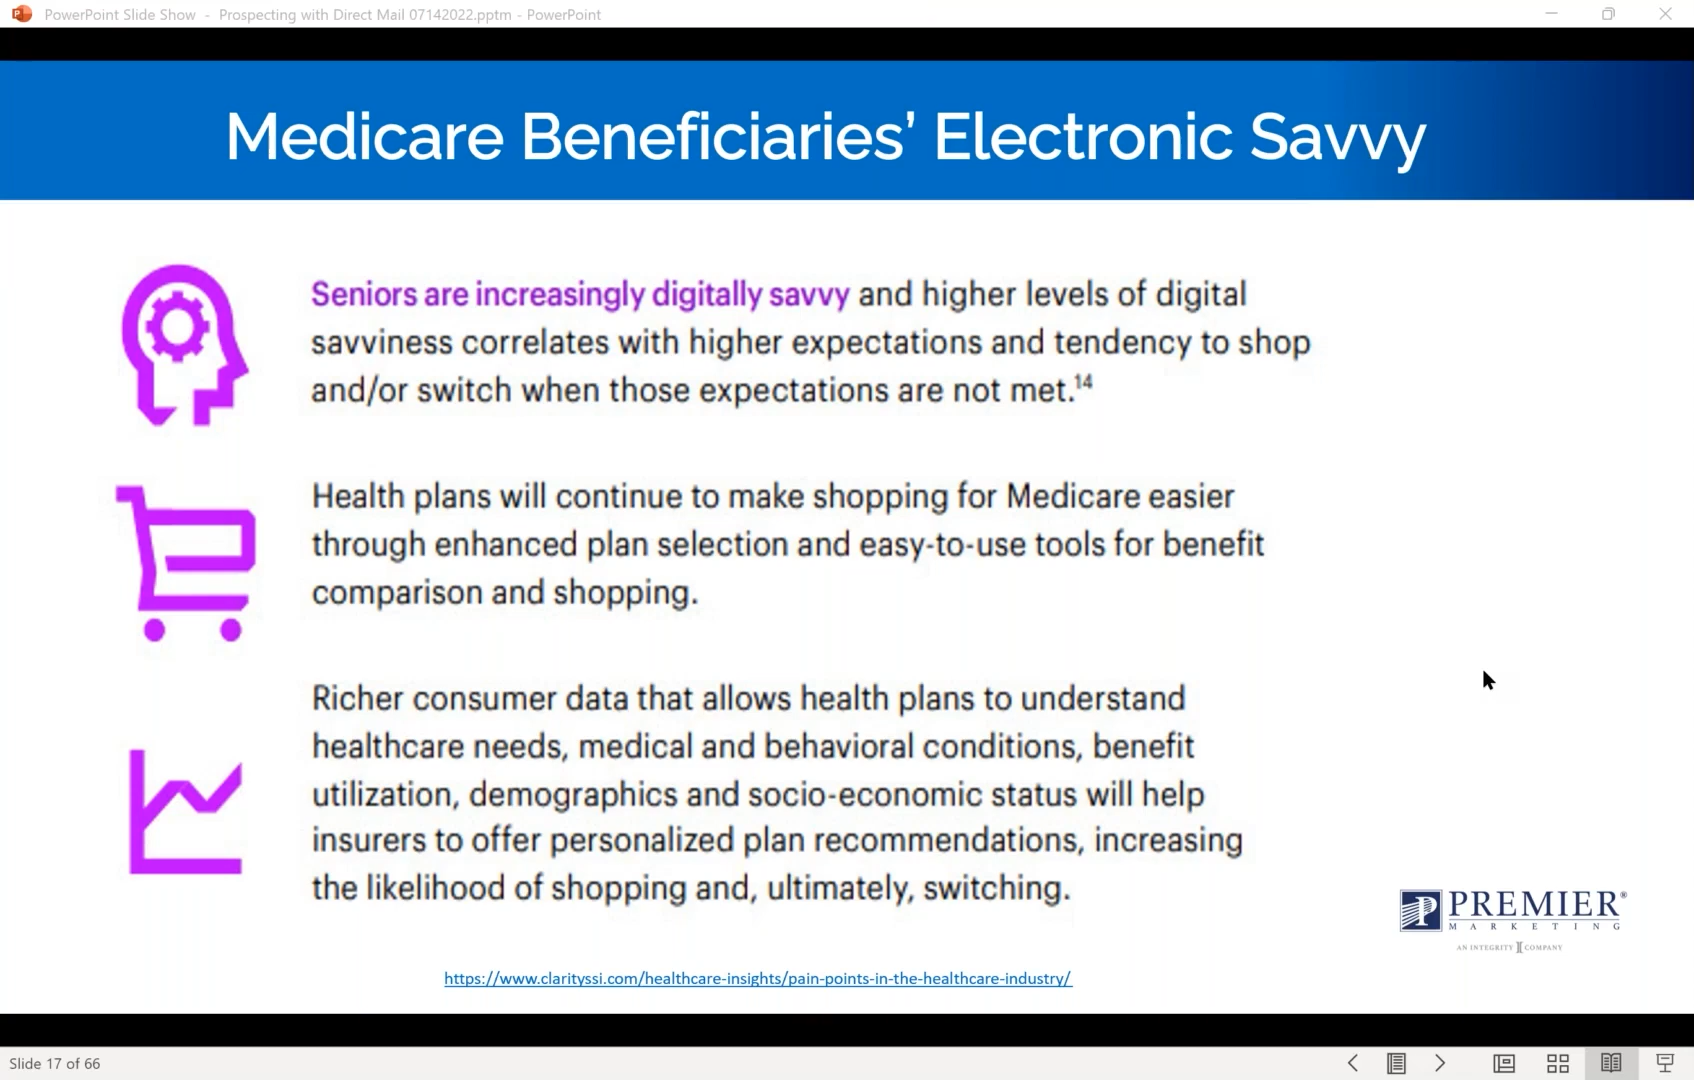 PowerPoint Slide Show - Prospecting with Direct Mail 07142022.pptm - PowerPoint
Medicare Beneficiaries’ Electronic Savvy
Seniors are increasingly digitally savvy and higher levels of digital
savviness correlates with higher expectations and tendency to shop
and/or switch when those expectations are not met.14
Health plans will continue to make shopping for Medicare easier
through enhanced plan selection and easy-to-use tools for benefit
comparison and shopping.
Richer consumer data that allows health plans to understand
healthcare needs, medical and behavioral conditions, benefit
utilization, demographics and socio-economic status will help
insurers to offer personalized plan recommendations, increasing
the likelihood of shopping and, ultimately, switching.
PREMIER®
MARKETING
AN INTEGRITY COMPANY
https://www.clarityssi.com/healthcare-insights/pain-points-in-the-healthcare-industry/
Slide 17 of 66